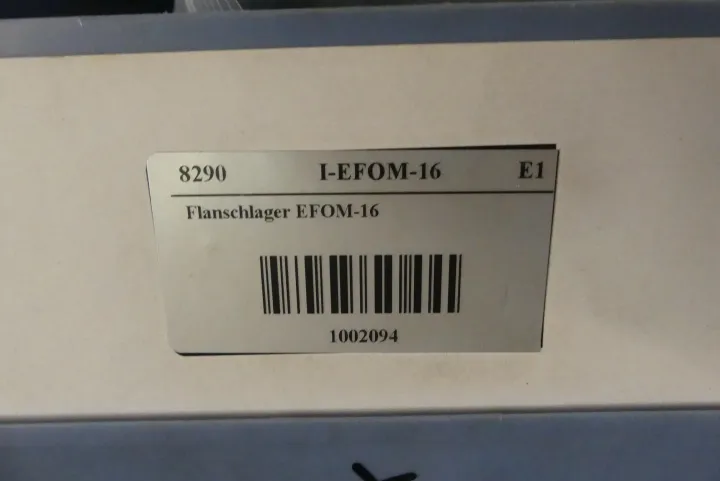 8290 I-EFOM-16 E1
Flanschlager EFOM-16
1002094